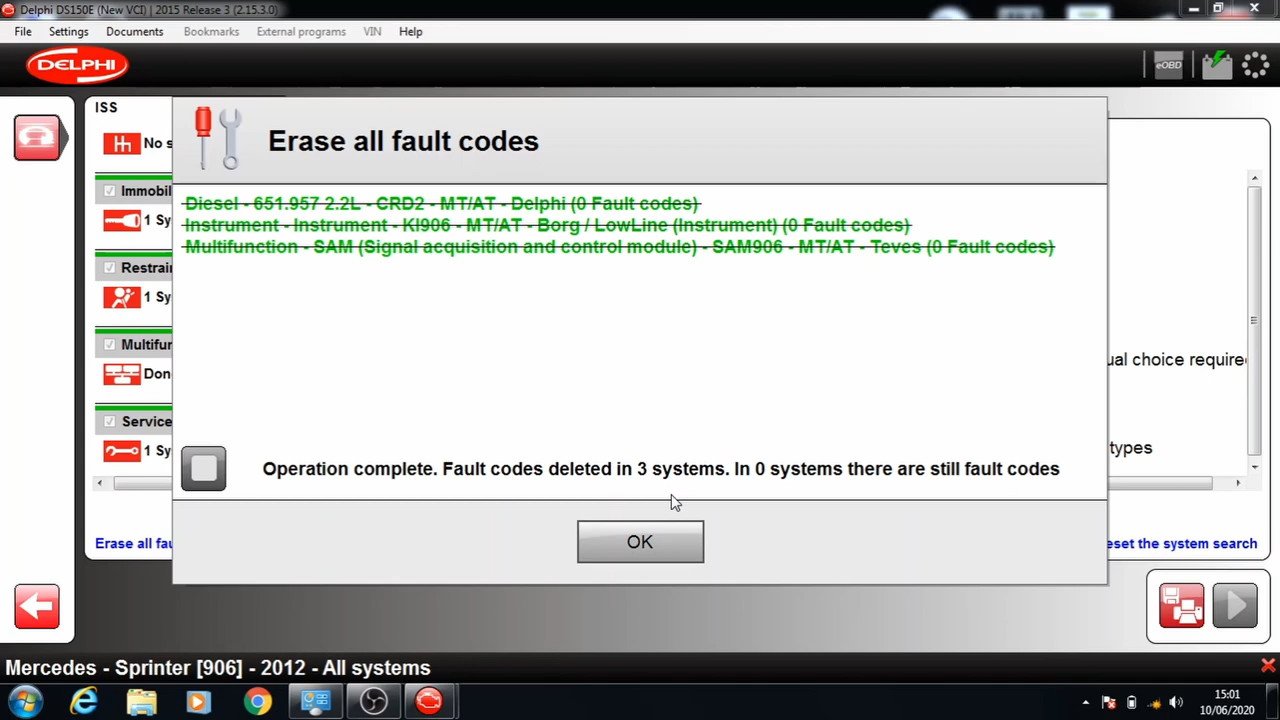 Delphi DS150E (New VCI) | 2015 Release 3 (2.15.3.0)
File Settings Documents Bookmarks External programs VIN Help
DELPHI
eOBD
ISS
No s
Immobil
1 Sy
Restrain
1 Sy
Multifun
Don
Service
1 Sy
Erase all fau
Erase all fault codes
Diesel - 651.957 2.2L - CRD2 - MT/AT - Delphi (0 Fault codes)
Instrument - Instrument - KI906 - MT/AT - Borg / LowLine (Instrument) (0 Fault codes)
Multifunction - SAM (Signal acquisition and control module) - SAM906 - MT/AT - Teves (0 Fault codes)
Operation complete. Fault codes deleted in 3 systems. In 0 systems there are still fault codes
OK
ual choice required
types
eset the system search
Mercedes - Sprinter [906] - 2012 - All systems
15:01
10/06/2020